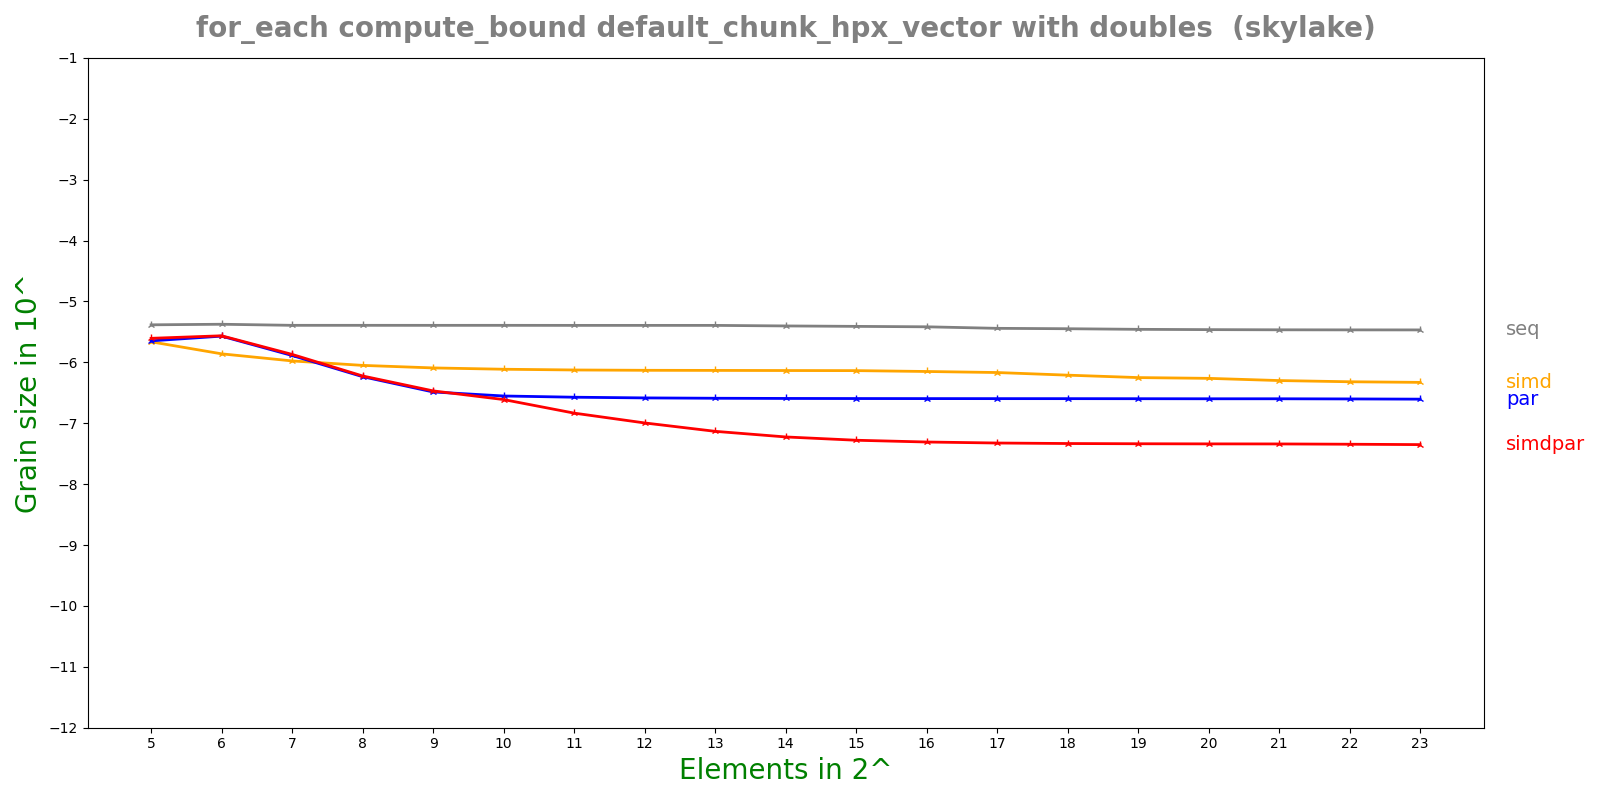 for_each compute_bound default_chunk_hpx_vector with doubles  (skylake)
Grain size in 10^
−1
−2
−3
−4
−5
−6
−7
−8
−9
−10
−11
−12
seq
simd
par
simdpar
5 6 7 8 9 10 11 12 13 14 15 16 17 18 19 20 21 22 23
Elements in 2^